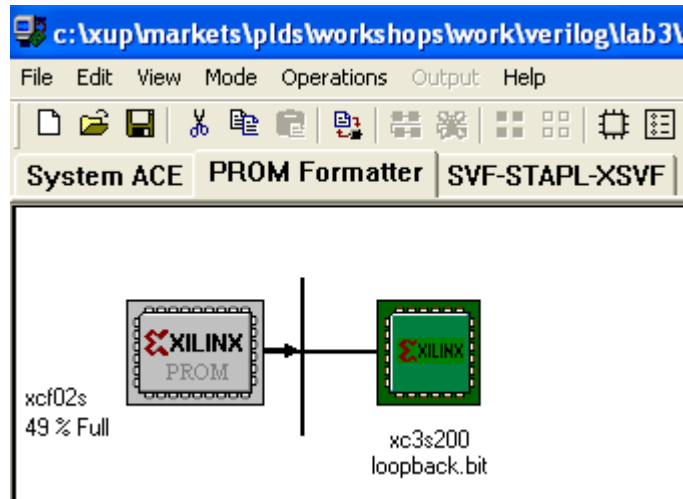 c:\xup\markets\plds\workshops\work\verilog\lab3\
File Edit View Mode Operations Output Help
System ACE PROM Formatter SVF-STAPL-XSVF
XILINX
PROM
XILINX
xcf02s
49 % Full
xc3s200
loopback.bit